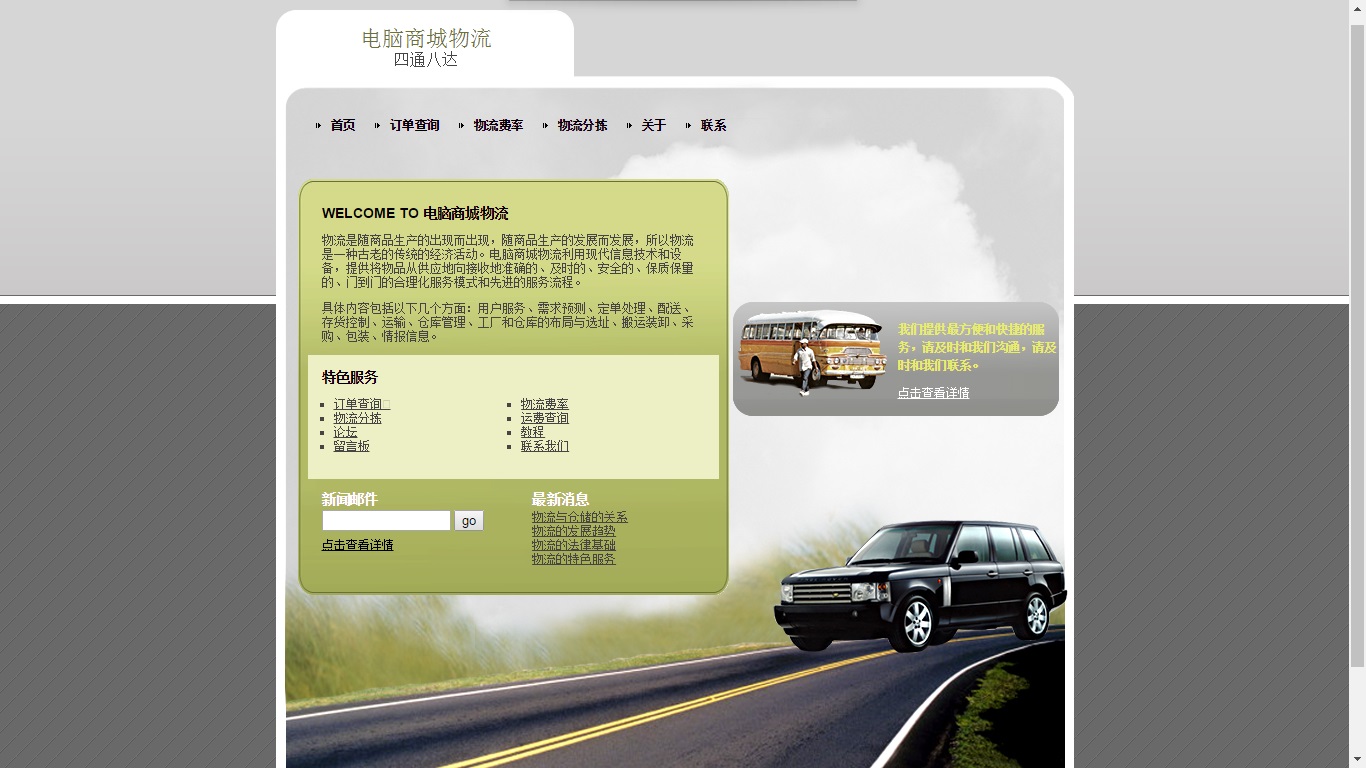 电脑商城物流
四通八达
首页 订单查询 物流费率 物流分拣 关于 联系
WELCOME TO 电脑商城物流
物流是随商品生产的出现而出现，随商品生产的发展而发展，所以物流
是一种古老的传统的经济活动。电脑商城物流利用现代信息技术和设
备，提供将物品从供应地向接收地准确的、及时的、安全的、保质保量
的、门到门的合理化服务模式和先进的服务流程。
具体内容包括以下几个方面：用户服务、需求预测、定单处理、配送、
存货控制、运输、仓库管理、工厂和仓库的布局与选址、搬运装卸、采
购、包装、情报信息。
我们提供最方便和快捷的服
务，请及时和我们沟通，请及
时和我们联系。
点击查看详情
特色服务
订单查询
物流分拣
论坛
留言板
物流费率
运费查询
教程
联系我们
新闻邮件
go
点击查看详情
最新消息
物流与仓储的关系
物流的发展趋势
物流的法律基础
物流的特色服务